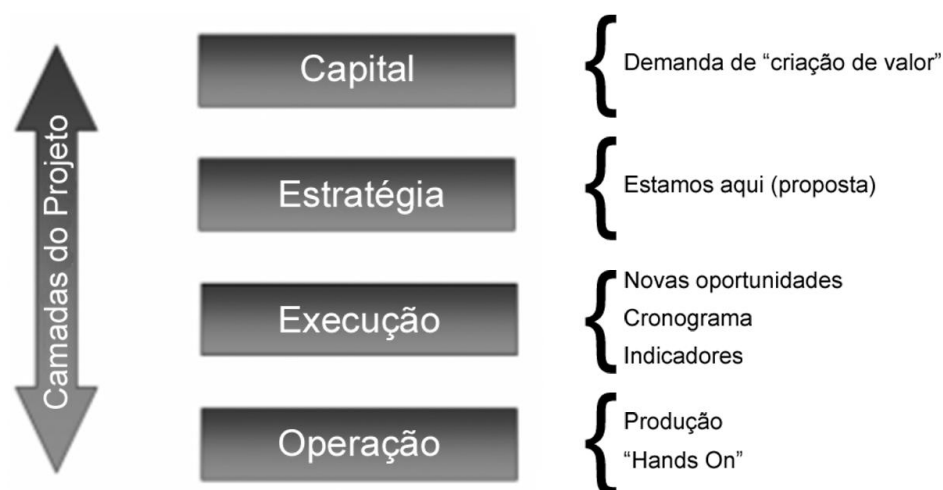 Camadas do Projeto
Capital
Demanda de “criação de valor”
Estratégia
Estamos aqui (proposta)
Execução
Novas oportunidades
Cronograma
Indicadores
Operação
Produção
“Hands On”